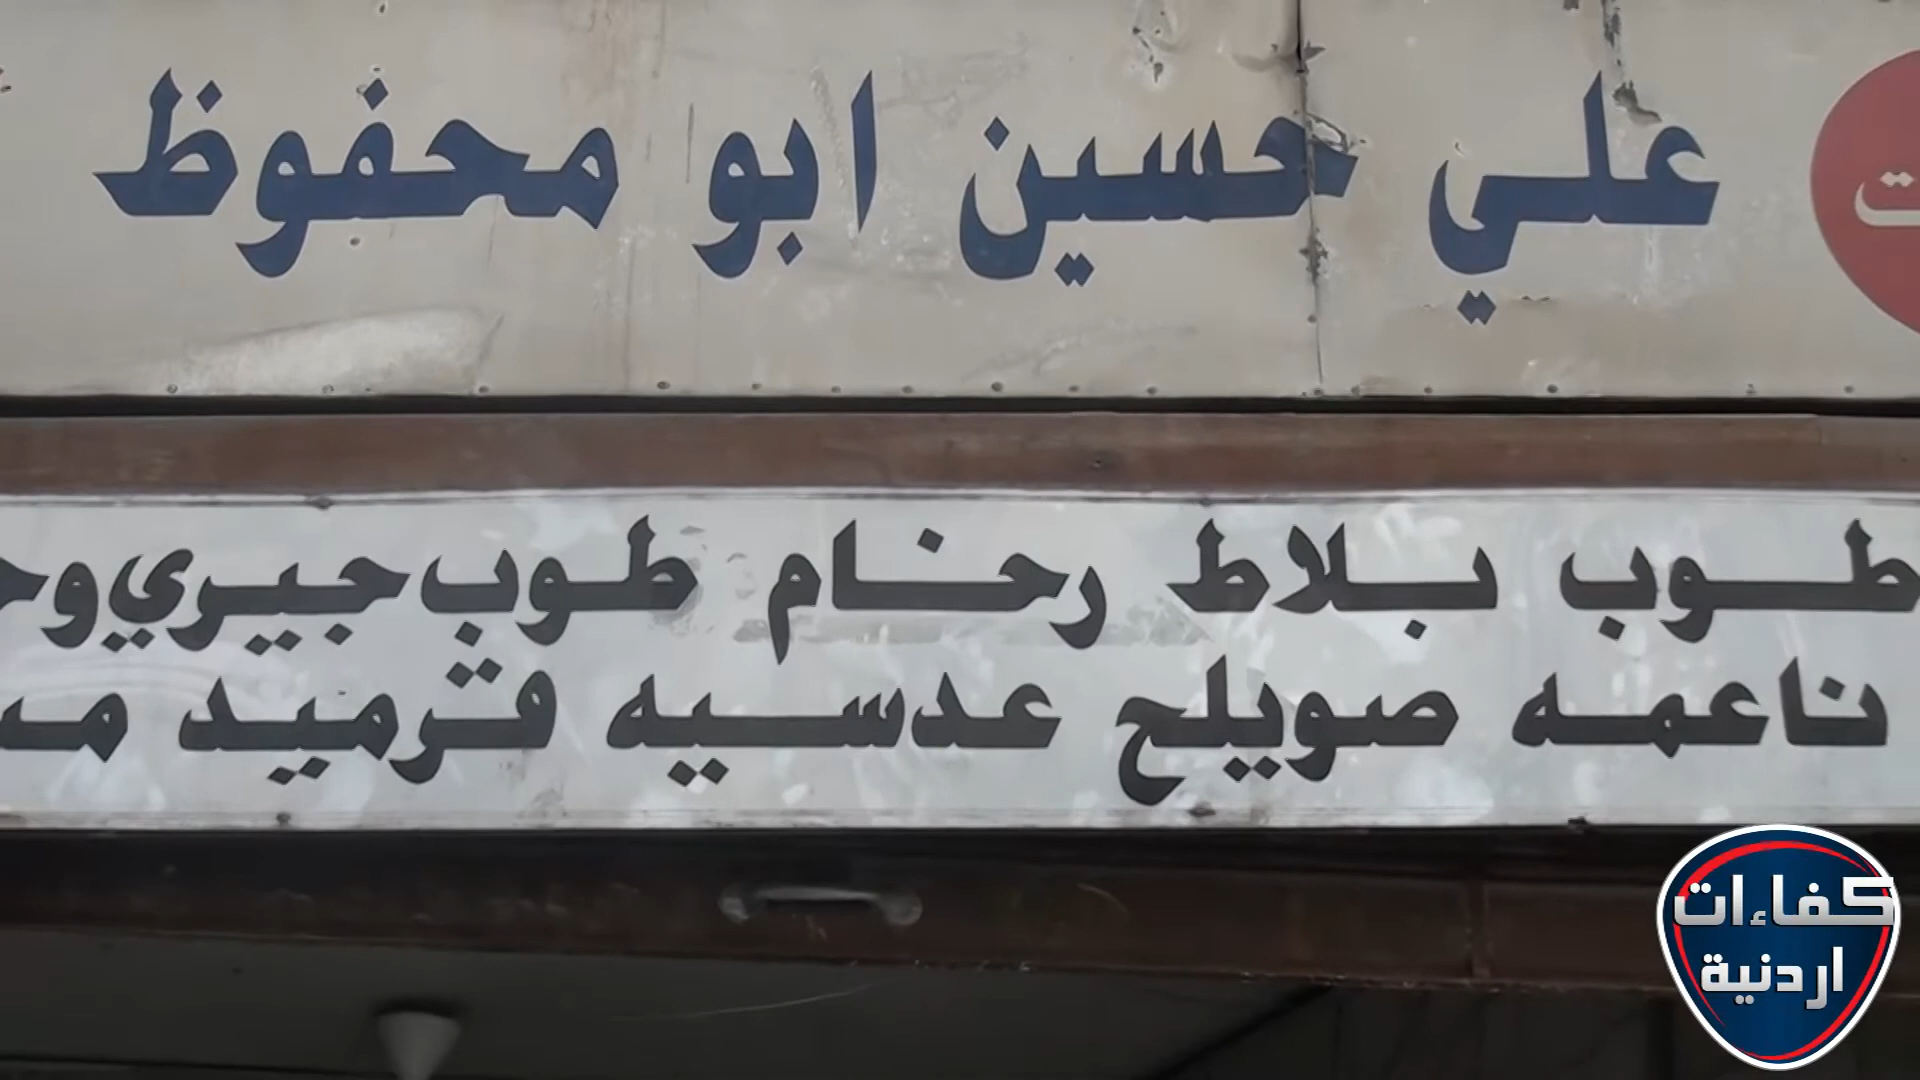 علي حسين ابو محفوظ
طوب بلاط رخام طوب جيري
ناعمه صويلح عدسيه قرميد
كفاءات
اردنية